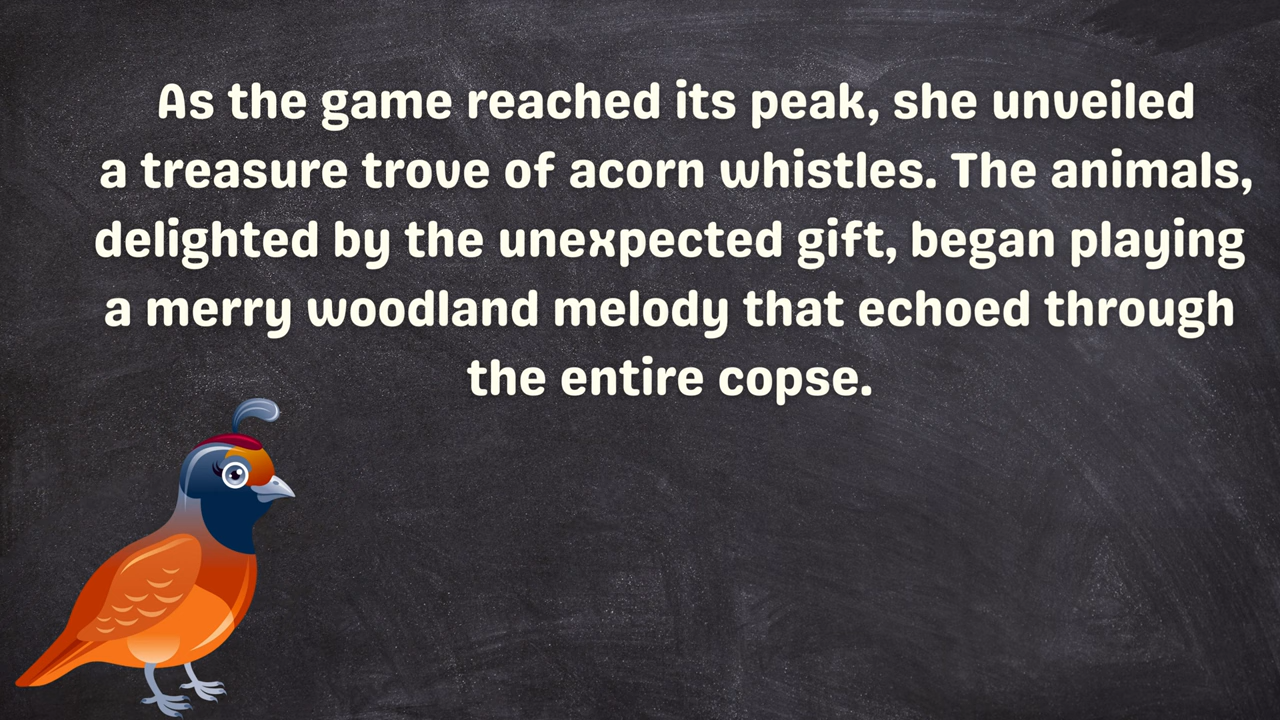 As the game reached its peak, she unveiled
a treasure trove of acorn whistles. The animals,
delighted by the unexpected gift, began playing
a merry woodland melody that echoed through
the entire copse.